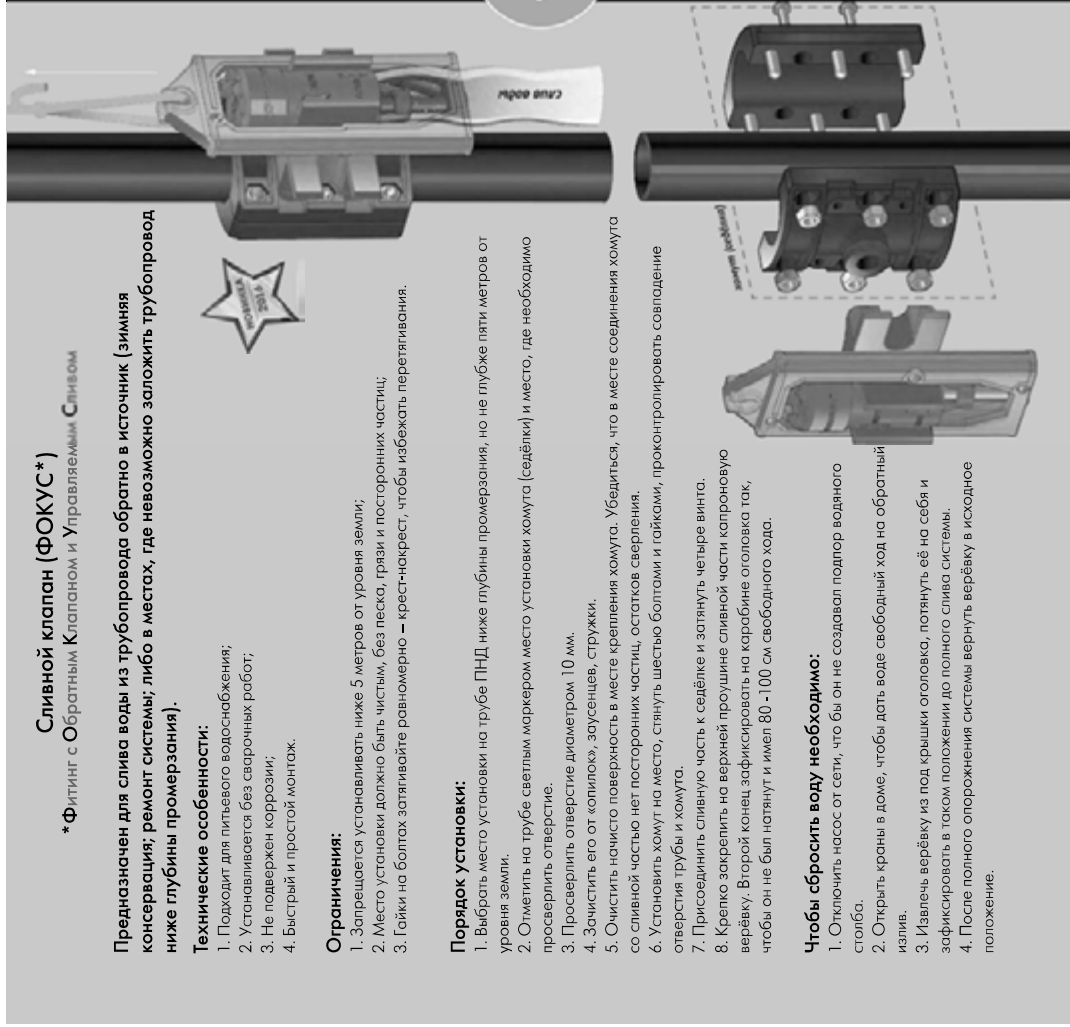 Сливной клапан (ФОКУС*)
*Фитинг с Обратным Клапаном и Управляемым Сливом
Предназначен для слива воды из трубопровода обратно в источник (зимняя
консервация; ремонт системы; либо в местах, где невозможно заложить трубопровод
ниже глубины промерзания).
Технические особенности:
1. Подходит для питьевого водоснабжения;
2. Устанавливается без сварочных работ;
3. Не подвержен коррозии;
4. Быстрый и простой монтаж.
НОВИНКА
2014
Ограничения:
1. Запрещается устанавливать ниже 5 метров от уровня земли;
2. Место установки должно быть чистым, без песка, грязи и посторонних частиц;
3. Гайки на болтах затягивайте равномерно – крест-накрест, чтобы избежать перетягивания.
Порядок установки:
1. Выбрать место установки на трубе ПНД ниже глубины промерзания, но не глубже пяти метров от
уровня земли.
2. Отметить на трубе светлым маркером место установки хомута (седёлки) и место, где необходимо
просверлить отверстие.
3. Просверлить отверстие диаметром 10 мм.
4. Зачистить его от «опилок», заусенцев, стружки.
5. Очистить начисто поверхность в месте крепления хомута. Убедиться, что в месте соединения хомута
со сливной частью нет посторонних частиц, остатков сверления.
6. Установить хомут на место, стянуть шестью болтами и гайками, проконтролировать совпадение
отверстия трубы и хомута.
7. Присоединить сливную часть к седёлке и затянуть четыре винта.
8. Крепко закрепить на верхней проушине сливной части капроновую
верёвку. Второй конец зафиксировать на карабине оголовка так,
чтобы он не был натянут и имел 80 -100 см свободного хода.
Чтобы сбросить воду необходимо:
1. Отключить насос от сети, что бы он не создавал подпор водяного
столба.
2. Открыть краны в доме, чтобы дать воде свободный ход на обратный
излив.
3. Извлечь верёвку из под крышки оголовка, потянуть её на себя и
зафиксировать в таком положении до полного слива системы.
4. После полного опорожнения системы вернуть верёвку в исходное
положение.
слив воды
хомут (седёлка)